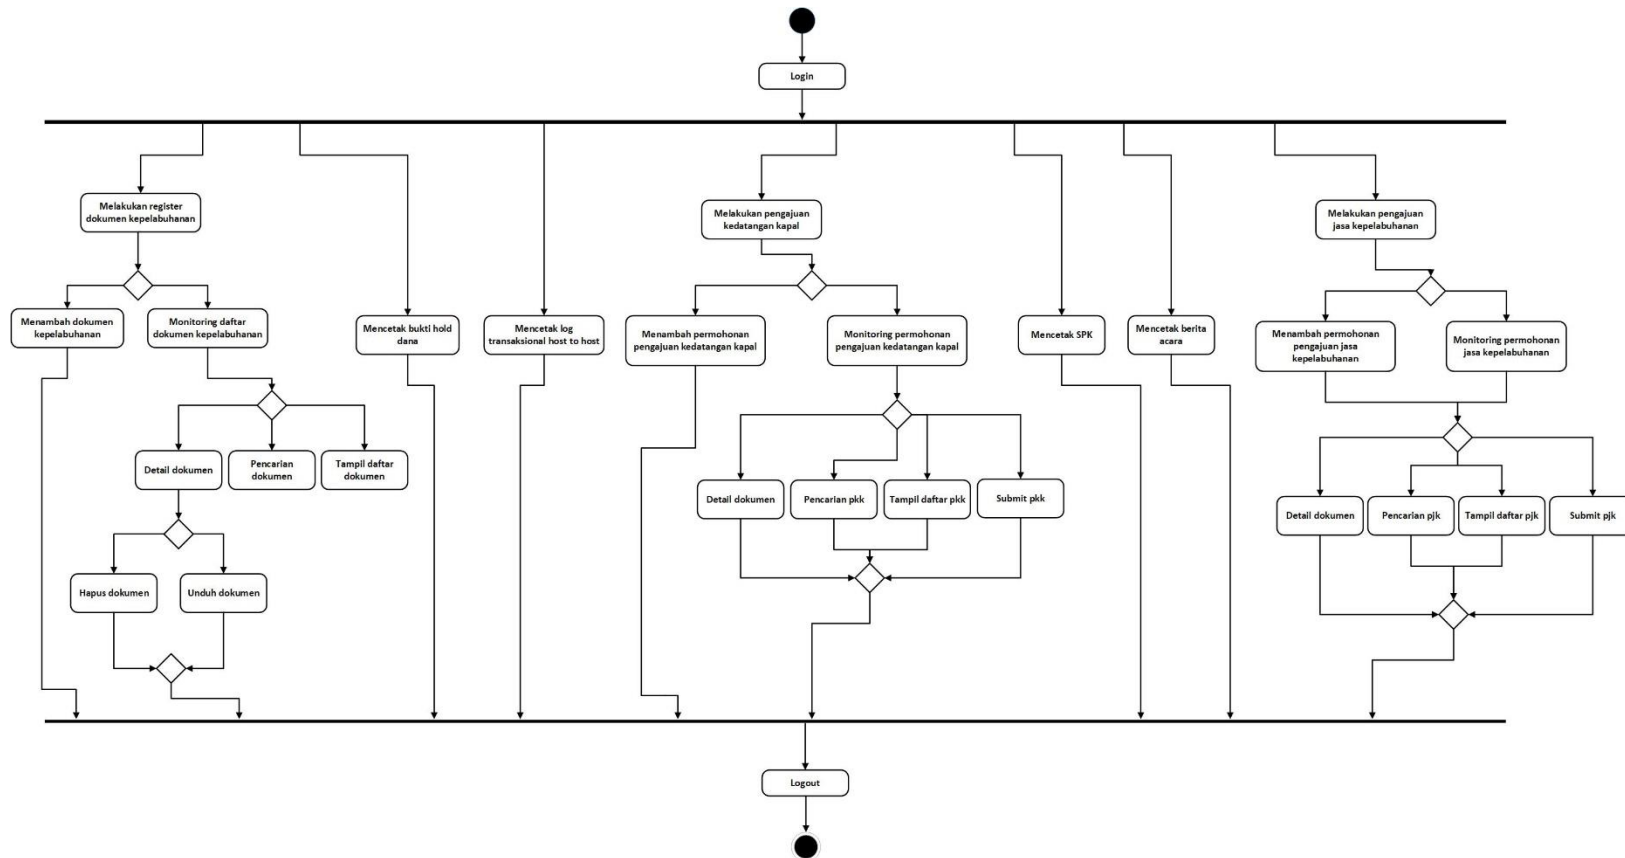 Login
Melakukan register
dokumen kepelabuhanan
Melakukan pengajuan
kedatangan kapal
Melakukan pengajuan
jasa kepelabuhanan
Menambah dokumen
kepelabuhanan
Monitoring daftar
dokumen kepelabuhanan
Mencetak bukti hold
dana
Mencetak log
transaksional host to host
Menambah permohonan
pengajuan kedatangan kapal
Monitoring permohonan
pengajuan kedatangan kapal
Mencetak SPK
Mencetak berita
acara
Menambah permohonan
pengajuan jasa
kepelabuhanan
Monitoring permohonan
jasa kepelabuhanan
Detail dokumen
Pencarian
dokumen
Tampil daftar
dokumen
Detail dokumen
Pencarian pkk
Tampil daftar pkk
Submit pkk
Detail dokumen
Pencarian pjk
Tampil daftar pjk
Submit pjk
Hapus dokumen
Unduh dokumen
Logout